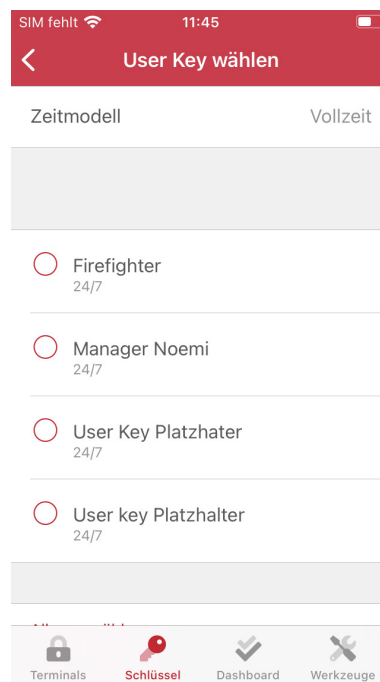 SIM fehlt 11:45
User Key wählen
Zeitmodell Vollzeit
Firefighter
24/7
Manager Noemi
24/7
User Key Platzhater
24/7
User key Platzhalter
24/7
Terminals Schlüssel Dashboard Werkzeuge